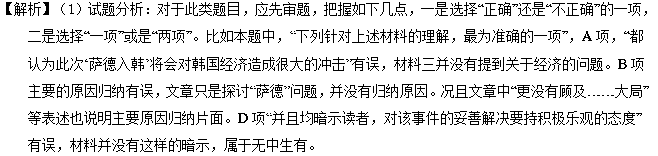 【解析】（1）试题分析：对于此类题目，应先审题，把握如下几点，一是选择“正确”还是“不正确”的一项，
二是选择“一项”或是“两项”。比如本题中，“下列针对上述材料的理解，最为准确的一项”，A 项，“都
认为此次‘萨德入韩’将会对韩国经济造成很大的冲击”有误，材料三并没有提到关于经济的问题。B 项
主要的原因归纳有误，文章只是探讨“萨德”问题，并没有归纳原因。况且文章中“更没有顾及……大局”
等表述也说明主要原因归纳片面。D 项“并且均暗示读者，对该事件的妥善解决要持积极乐观的态度”
有误，材料并没有这样的暗示，属于无中生有。